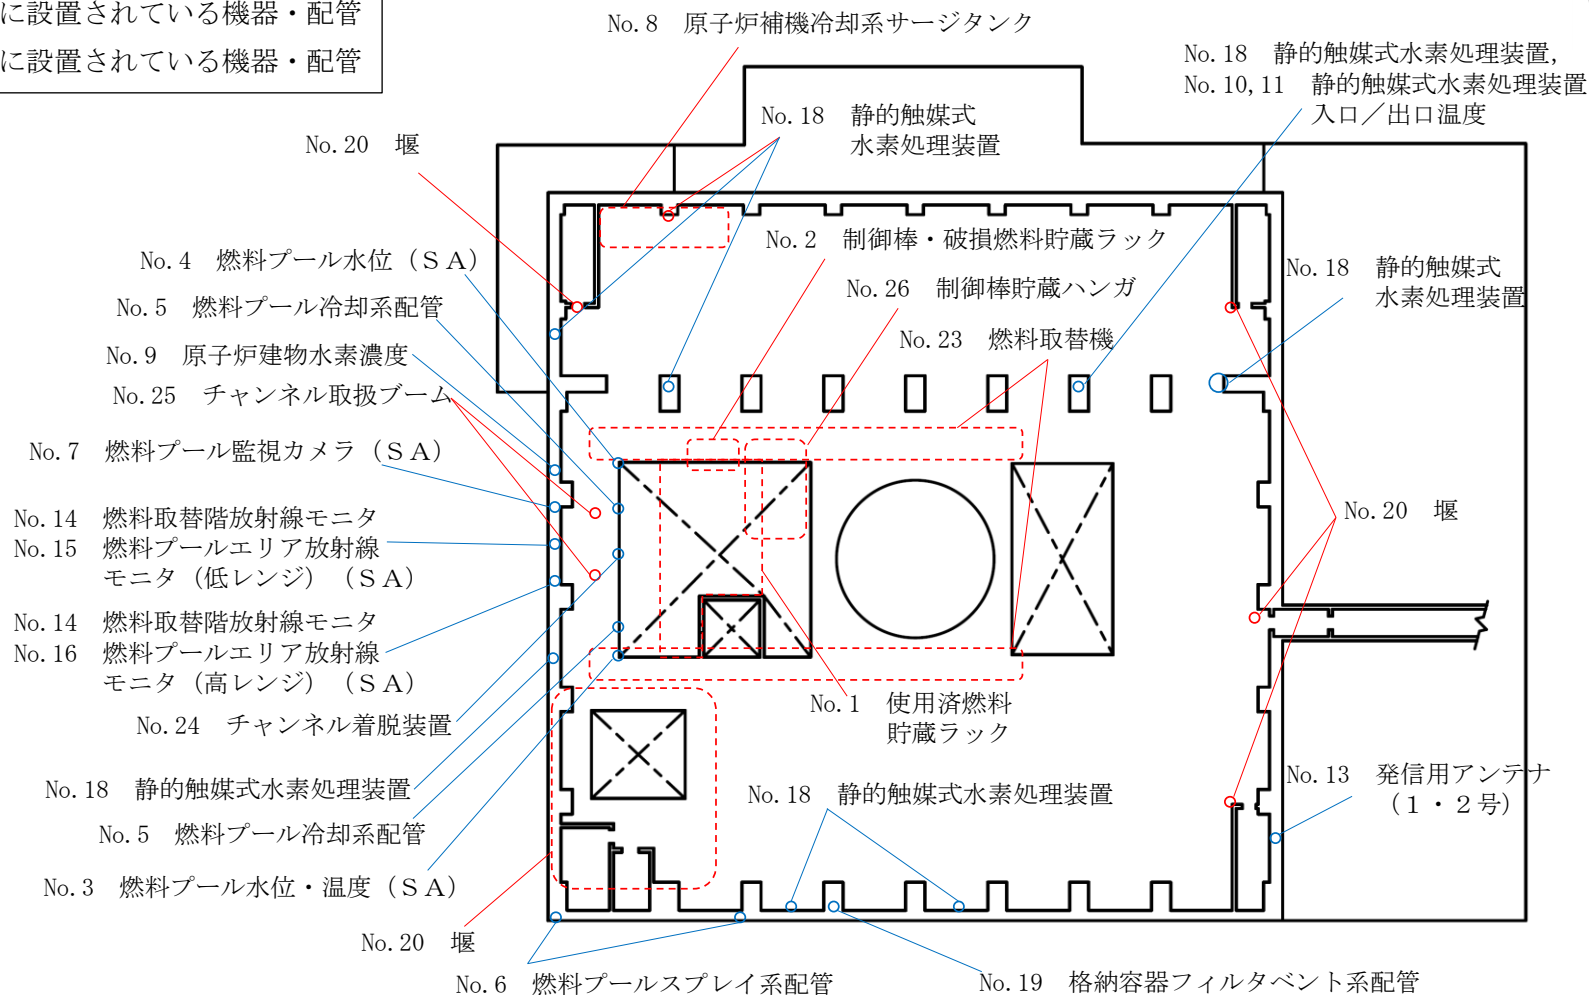 に設置されている機器・配管
に設置されている機器・配管
No.8 原子炉補機冷却系サージタンク
No.18 静的触媒式水素処理装置,
No.10,11 静的触媒式水素処理装置
入口／出口温度
No.18 静的触媒式
水素処理装置
No.20 堰
No.2 制御棒・破損燃料貯蔵ラック
No.4 燃料プール水位（ＳＡ）
No.18 静的触媒式
水素処理装置
No.26 制御棒貯蔵ハンガ
No.5 燃料プール冷却系配管
No.23 燃料取替機
No.9 原子炉建物水素濃度
No.25 チャンネル取扱ブーム
No.7 燃料プール監視カメラ（ＳＡ）
No.14 燃料取替階放射線モニタ
No.15 燃料プールエリア放射線
モニタ（低レンジ）（ＳＡ）
No.20 堰
No.14 燃料取替階放射線モニタ
No.16 燃料プールエリア放射線
モニタ（高レンジ）（ＳＡ）
No.1 使用済燃料
貯蔵ラック
No.24 チャンネル着脱装置
No.13 発信用アンテナ
（１・２号）
No.18 静的触媒式水素処理装置
No.18 静的触媒式水素処理装置
No.5 燃料プール冷却系配管
No.3 燃料プール水位・温度（ＳＡ）
No.20 堰
No.6 燃料プールスプレイ系配管
No.19 格納容器フィルタベント系配管